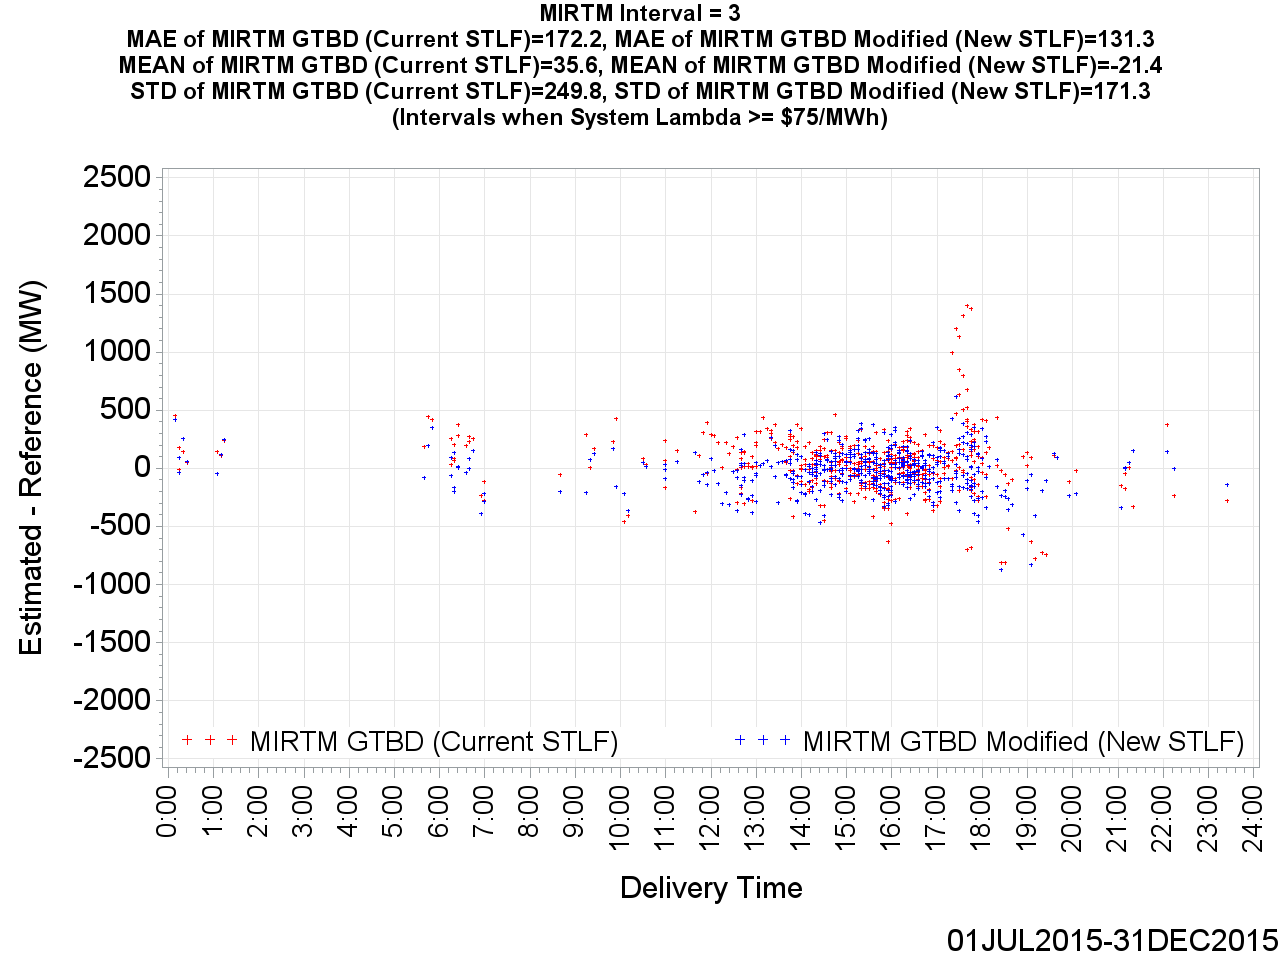 MIRTM Interval = 3
MAE of MIRTM GTBD (Current STLF)=172.2, MAE of MIRTM GTBD Modified (New STLF)=131.3
MEAN of MIRTM GTBD (Current STLF)=35.6, MEAN of MIRTM GTBD Modified (New STLF)=-21.4
STD of MIRTM GTBD (Current STLF)=249.8, STD of MIRTM GTBD Modified (New STLF)=171.3
(Intervals when System Lambda >= $75/MWh)
Estimated - Reference (MW)
2500
2000
1500
1000
500
0
-500
-1000
-1500
-2000
-2500
MIRTM GTBD (Current STLF) MIRTM GTBD Modified (New STLF)
0:00 1:00 2:00 3:00 4:00 5:00 6:00 7:00 8:00 9:00 10:00 11:00 12:00 13:00 14:00 15:00 16:00 17:00 18:00 19:00 20:00 21:00 22:00 23:00 24:00
Delivery Time
01JUL2015-31DEC2015